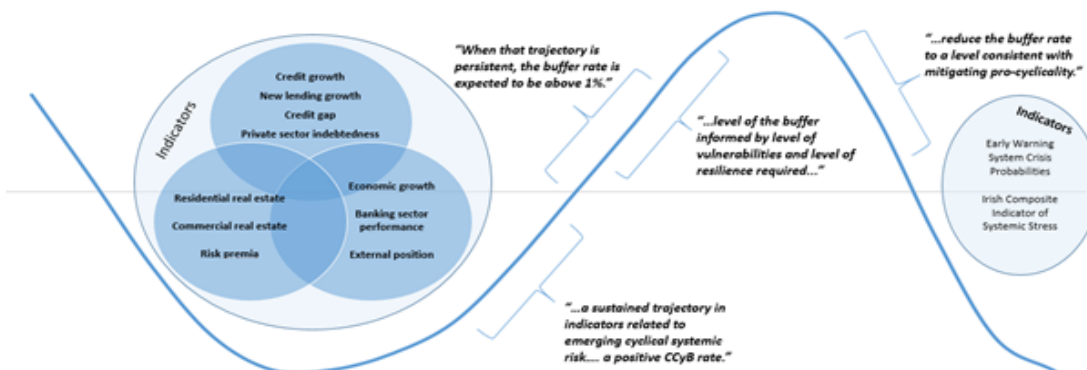 Indicators
Credit growth
New lending growth
Credit gap
Private sector indebtedness
Residential real estate
Commercial real estate
Risk premia
Economic growth
Banking sector
performance
External position
“When that trajectory is
persistent, the buffer rate is
expected to be above 1%.”
“...a sustained trajectory in
indicators related to
emerging cyclical systemic
risk.... a positive CCyB rate.”
“...level of the buffer
informed by level of
vulnerabilities and level of
resilience required...”
“...reduce the buffer rate
to a level consistent with
mitigating pro-cyclicality.”
Indicators
Early Warning
System Crisis
Probabilities
Irish Composite
Indicator of
Systemic Stress